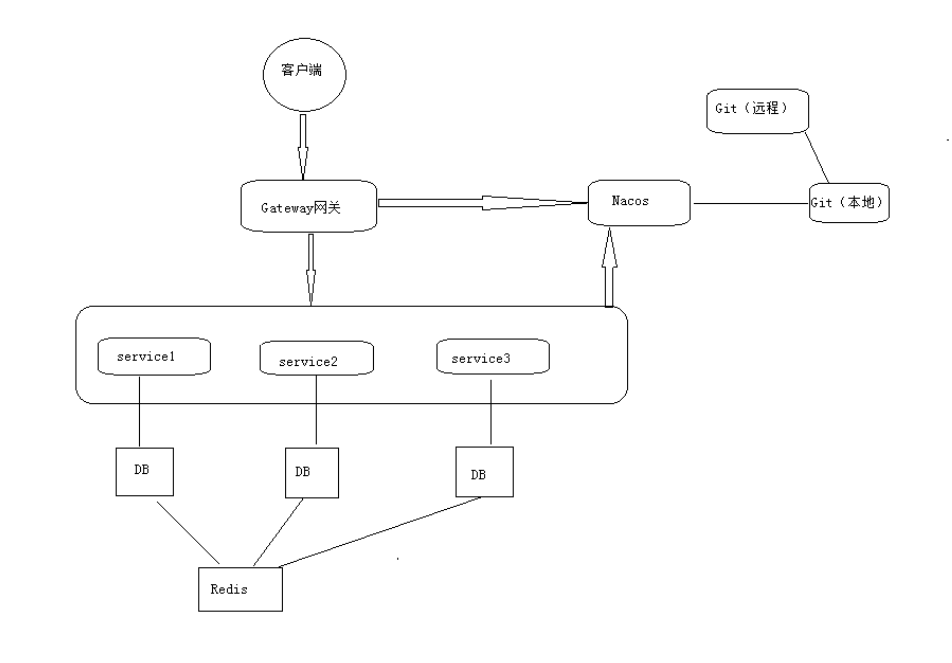 客户端
Git（远程）
Gateway网关
Nacos
Git（本地）
service1
service2
service3
DB
DB
DB
Redis